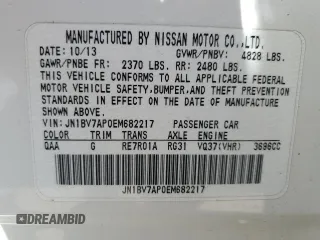 MANUFACTURED BY NISSAN MOTOR CO.,LTD.
DATE: 10/13 GVWR/PNBV: 4828 LBS.
GAWR/PNBE FR: 2370 LBS. RR: 2480 LBS.
THIS VEHICLE CONFORMS TO ALL APPLICABLE FEDERAL
MOTOR VEHICLE SAFETY, BUMPER, AND THEFT PREVENTION
STANDARDS IN EFFECT ON THE DATE OF MANUFACTURE
SHOWN ABOVE.
VIN: JN1BV7AP0EM682217 PASSENGER CAR
COLOR TRIM TRANS AXLE ENGINE
QAA G RE7R01A RG31 VQ37(VHR) 3696CC
JN1BV7AP0EM682217
© DREAMBID AUTO